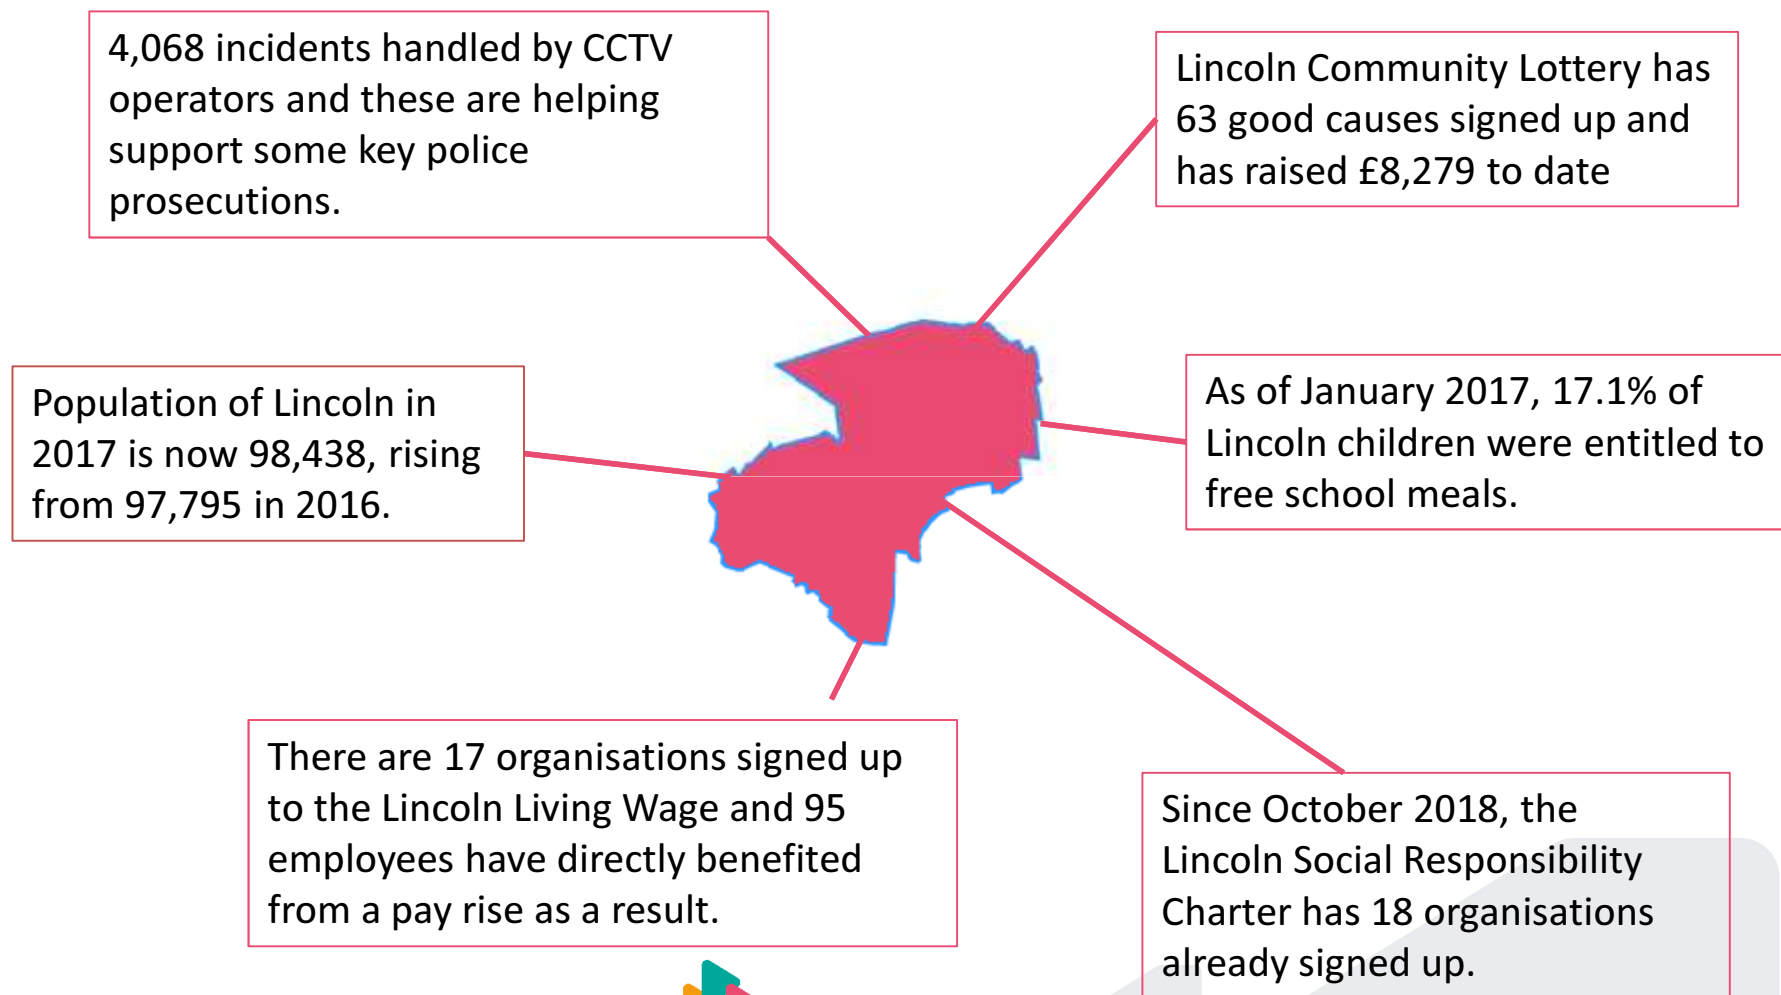 4,068 incidents handled by CCTV
operators and these are helping
support some key police
prosecutions.
Lincoln Community Lottery has
63 good causes signed up and
has raised £8,279 to date
Population of Lincoln in
2017 is now 98,438, rising
from 97,795 in 2016.
As of January 2017, 17.1% of
Lincoln children were entitled to
free school meals.
There are 17 organisations signed up
to the Lincoln Living Wage and 95
employees have directly benefited
from a pay rise as a result.
Since October 2018, the
Lincoln Social Responsibility
Charter has 18 organisations
already signed up.